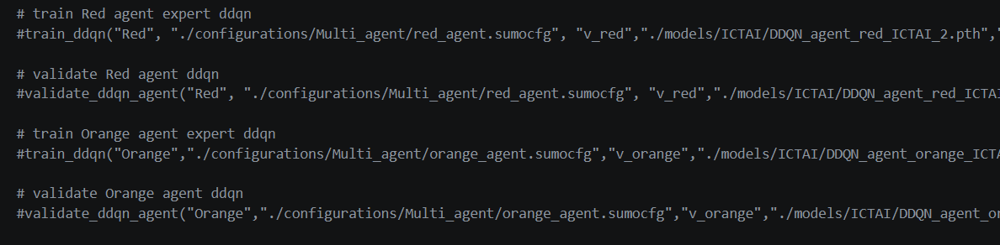 # train Red agent expert ddqn
#train_ddqn("Red", "./configurations/Multi_agent/red_agent.sumocfg", "v_red","./models/ICTAI/DDQN_agent_red_ICTAI_2.pth","
# validate Red agent ddqn
#validate_ddqn_agent("Red", "./configurations/Multi_agent/red_agent.sumocfg", "v_red","./models/ICTAI/DDQN_agent_red_ICTAI
# train Orange agent expert ddqn
#train_ddqn("Orange","./configurations/Multi_agent/orange_agent.sumocfg","v_orange","./models/ICTAI/DDQN_agent_orange_ICTA
# validate Orange agent ddqn
#validate_ddqn_agent("Orange","./configurations/Multi_agent/orange_agent.sumocfg","v_orange","./models/ICTAI/DDQN_agent_or